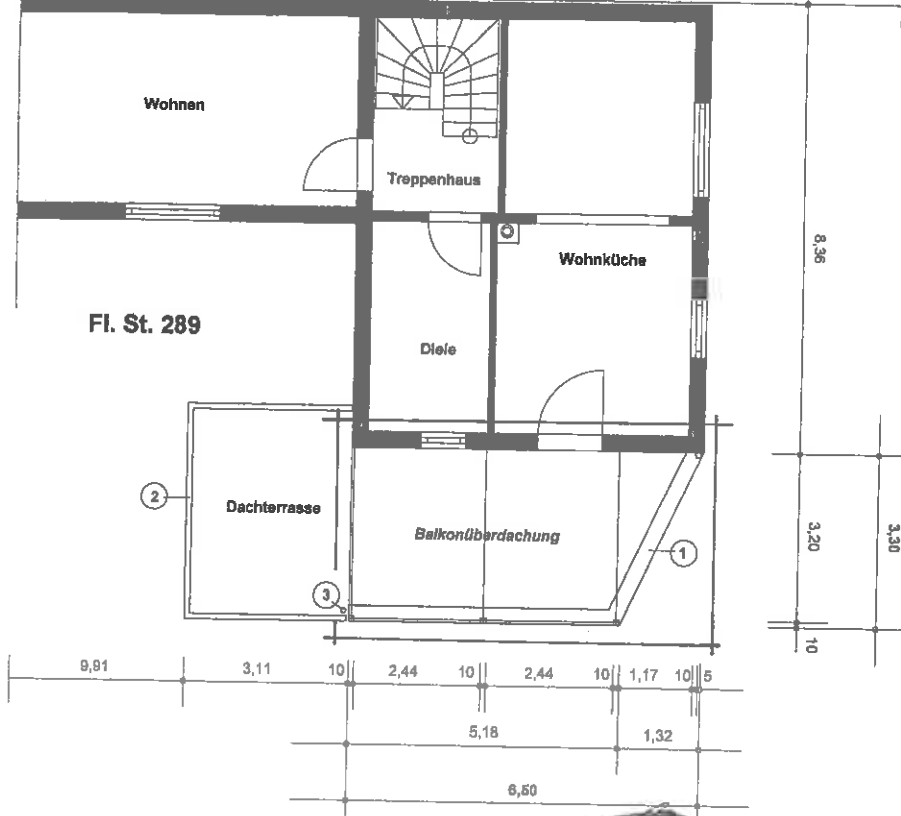 Wohnen
Treppenhaus
8,36
Wohnküche
Fl. St. 289
Diele
2
Dachterrasse
Balkonüberdachung
1
3,20
3,30
3
10
9,91 3,11 10 2,44 10 2,44 10 1,17 10 5
5,18 1,32
6,50